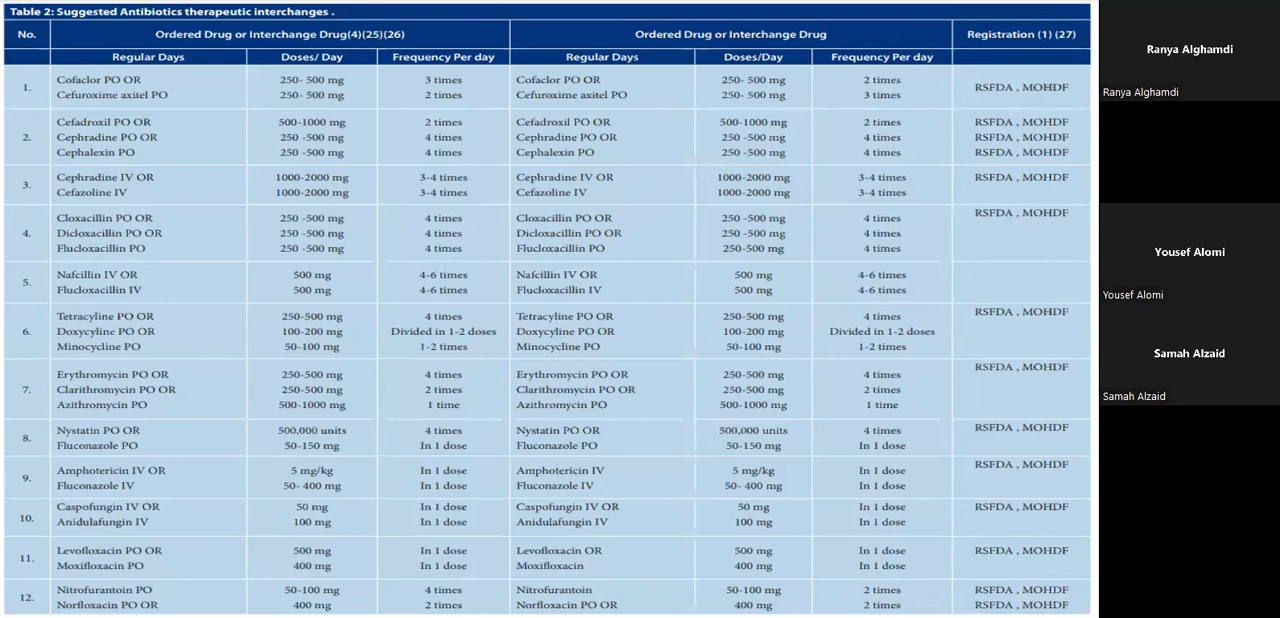 Table 2: Suggested Antibiotics therapeutic interchanges .
No. Ordered Drug or Interchange Drug(4)(25)(26) Ordered Drug or Interchange Drug Registration (1) (27)
Regular Days Doses/ Day Frequency Per day Regular Days Doses/Day Frequency Per day
1. Cofaclor PO OR 250- 500 mg 3 times Cofaclor PO OR 250- 500 mg 2 times RSFDA , MOHDF
Cefuroxime axitel PO 250- 500 mg 2 times Cefuroxime axitel PO 250- 500 mg 3 times
2. Cefadroxil PO OR 500-1000 mg 2 times Cefadroxil PO OR 500-1000 mg 2 times RSFDA , MOHDF
Cephradine PO OR 250 -500 mg 4 times Cephradine PO OR 250 -500 mg 4 times RSFDA , MOHDF
Cephalexin PO 250 -500 mg 4 times Cephalexin PO 250 -500 mg 4 times RSFDA , MOHDF
3. Cephradine IV OR 1000-2000 mg 3-4 times Cephradine IV OR 1000-2000 mg 3-4 times RSFDA , MOHDF
Cefazoline IV 1000-2000 mg 3-4 times Cefazoline IV 1000-2000 mg 3-4 times
4. Cloxacillin PO OR 250 -500 mg 4 times Cloxacillin PO OR 250 -500 mg 4 times RSFDA , MOHDF
Dicloxacillin PO OR 250 -500 mg 4 times Dicloxacillin PO OR 250 -500 mg 4 times
Flucloxacillin PO 250 -500 mg 4 times Flucloxacillin PO 250-500 mg 4 times
5. Nafcillin IV OR 500 mg 4-6 times Nafcillin IV OR 500 mg 4-6 times
Flucloxacillin IV 500 mg 4-6 times Flucloxacillin IV 500 mg 4-6 times
6. Tetracyline PO OR 250-500 mg 4 times Tetracyline PO OR 250-500 mg 4 times RSFDA , MOHDF
Doxycyline PO OR 100-200 mg Divided in 1-2 doses Doxycyline PO OR 100-200 mg Divided in 1-2 doses
Minocycline PO 50-100 mg 1-2 times Minocycline PO 50-100 mg 1-2 times
7. Erythromycin PO OR 250-500 mg 4 times Erythromycin PO OR 250-500 mg 4 times RSFDA , MOHDF
Clarithromycin PO OR 250-500 mg 2 times Clarithromycin PO OR 250-500 mg 2 times
Azithromycin PO 500-1000 mg 1 time Azithromycin PO 500-1000 mg 1 time
8. Nystatin PO OR 500,000 units 4 times Nystatin PO OR 500,000 units 4 times RSFDA , MOHDF
Fluconazole PO 50-150 mg In 1 dose Fluconazole PO 50-150 mg In 1 dose
9. Amphotericin IV OR 5 mg/kg In 1 dose Amphotericin IV 5 mg/kg In 1 dose RSFDA , MOHDF
Fluconazole IV 50- 400 mg In 1 dose Fluconazole IV 50- 400 mg In 1 dose
10. Caspofungin IV OR 50 mg In 1 dose Caspofungin IV OR 50 mg In 1 dose RSFDA , MOHDF
Anidulafungin IV 100 mg In 1 dose Anidulafungin IV 100 mg In 1 dose
11. Levofloxacin PO OR 500 mg In 1 dose Levofloxacin OR 500 mg In 1 dose RSFDA , MOHDF
Moxifloxacin PO 400 mg In 1 dose Moxifloxacin 400 mg In 1 dose
12. Nitrofurantoin PO 50-100 mg 4 times Nitrofurantoin 50-100 mg 2 times RSFDA , MOHDF
Norfloxacin PO OR 400 mg 2 times Norfloxacin PO OR 400 mg 2 times RSFDA , MOHDF
Ranya Alghamdi
Ranya Alghamdi
Yousef Alomi
Yousef Alomi
Samah Alzaid
Samah Alzaid